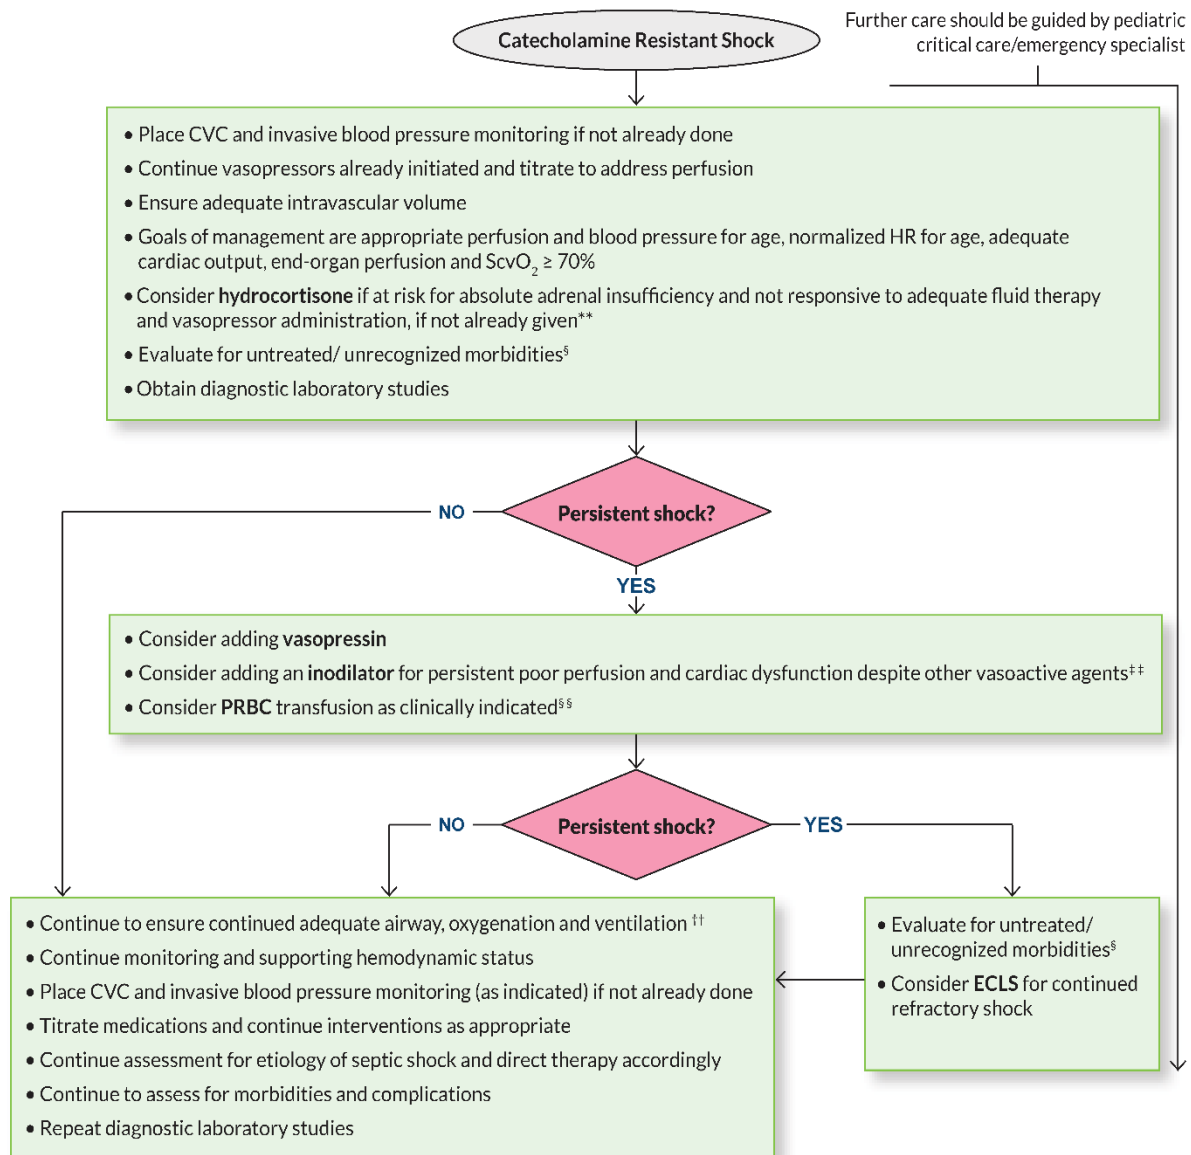 Catecholamine Resistant Shock
Further care should be guided by pediatric
critical care/emergency specialist
• Place CVC and invasive blood pressure monitoring if not already done
• Continue vasopressors already initiated and titrate to address perfusion
• Ensure adequate intravascular volume
• Goals of management are appropriate perfusion and blood pressure for age, normalized HR for age, adequate
cardiac output, end-organ perfusion and ScvO₂ ≥ 70%
• Consider hydrocortisone if at risk for absolute adrenal insufficiency and not responsive to adequate fluid therapy
and vasopressor administration, if not already given**
• Evaluate for untreated/ unrecognized morbidities§
• Obtain diagnostic laboratory studies
Persistent shock?
NO
YES
• Consider adding vasopressin
• Consider adding an inodilator for persistent poor perfusion and cardiac dysfunction despite other vasoactive agents‡‡
• Consider PRBC transfusion as clinically indicated§§
Persistent shock?
NO
YES
• Continue to ensure continued adequate airway, oxygenation and ventilation ††
• Continue monitoring and supporting hemodynamic status
• Place CVC and invasive blood pressure monitoring (as indicated) if not already done
• Titrate medications and continue interventions as appropriate
• Continue assessment for etiology of septic shock and direct therapy accordingly
• Continue to assess for morbidities and complications
• Repeat diagnostic laboratory studies
• Evaluate for untreated/
unrecognized morbidities§
• Consider ECLS for continued
refractory shock